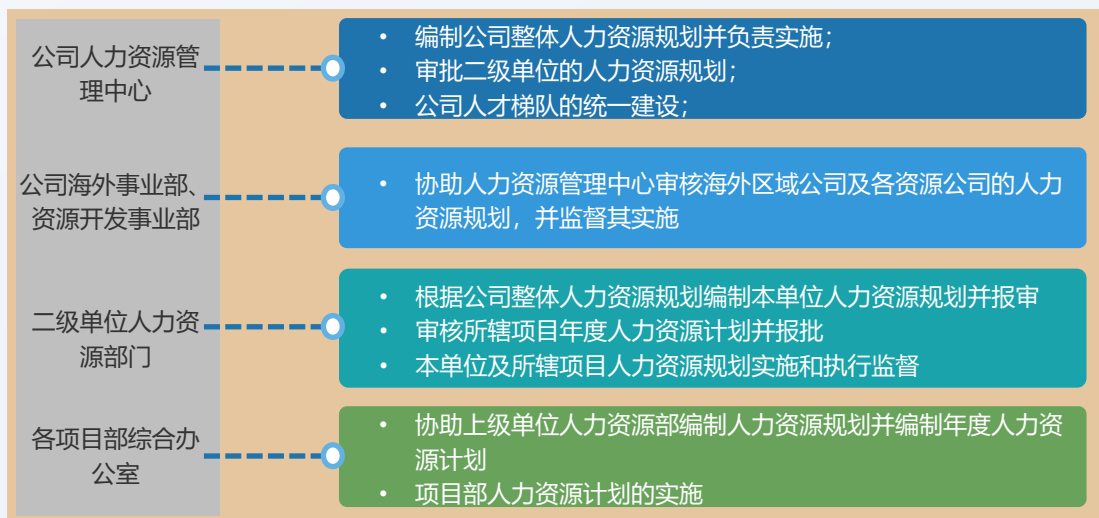 公司人力资源管
理中心
• 编制公司整体人力资源规划并负责实施；
• 审批二级单位的人力资源规划；
• 公司人才梯队的统一建设；
公司海外事业部、
资源开发事业部
• 协助人力资源管理中心审核海外区域公司及各资源公司的人力
资源规划，并监督其实施
二级单位人力资
源部门
• 根据公司整体人力资源规划编制本单位人力资源规划并报审
• 审核所辖项目年度人力资源计划并报批
• 本单位及所辖项目人力资源规划实施和执行监督
各项目部综合办
公室
• 协助上级单位人力资源部编制人力资源规划并编制年度人力资
源计划
• 项目部人力资源计划的实施